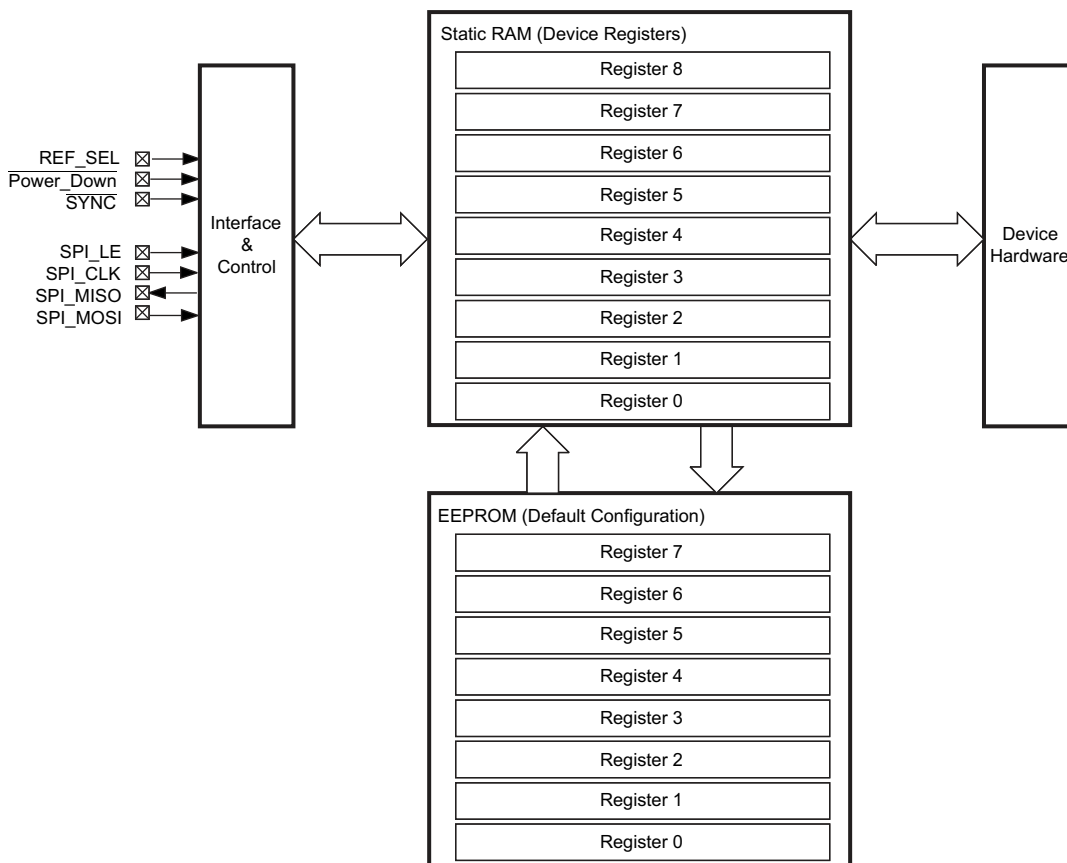 Static RAM (Device Registers)
Register 8
Register 7
Register 6
Register 5
Register 4
Register 3
Register 2
Register 1
Register 0
REF_SEL
Power_Down
SYNC
SPI_LE
SPI_CLK
SPI_MISO
SPI_MOSI
Interface
&
Control
Device
Hardware
EEPROM (Default Configuration)
Register 7
Register 6
Register 5
Register 4
Register 3
Register 2
Register 1
Register 0